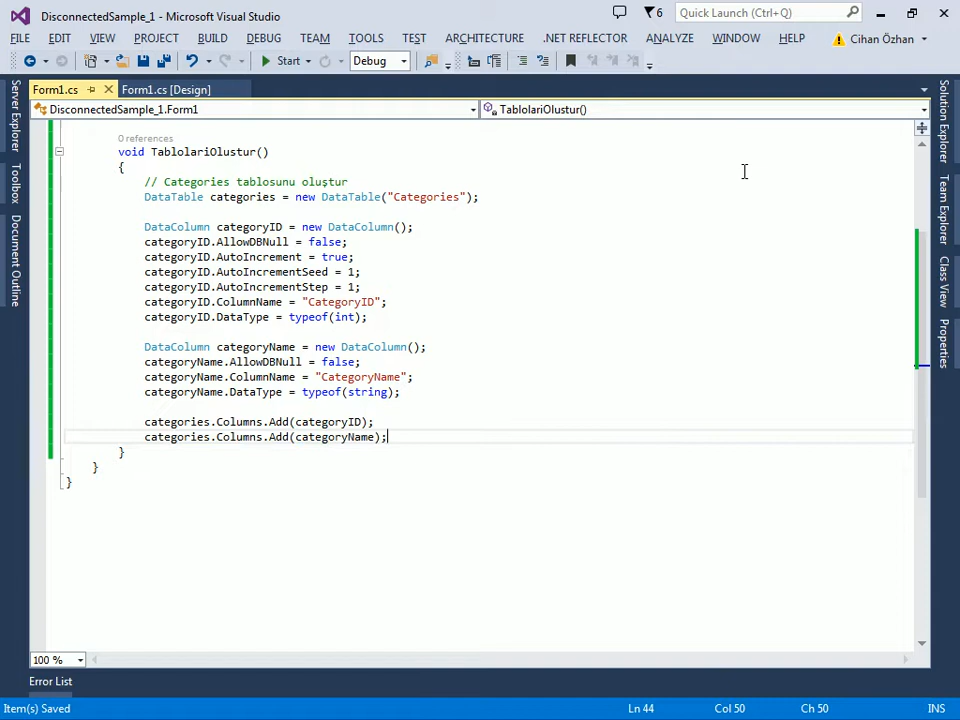 DisconnectedSample_1 - Microsoft Visual Studio
6
Quick Launch (Ctrl+Q)
FILE EDIT VIEW PROJECT BUILD DEBUG TEAM TOOLS TEST ARCHITECTURE .NET REFLECTOR ANALYZE WINDOW HELP Cihan Özhan
Start Debug
Form1.cs Form1.cs [Design]
DisconnectedSample_1.Form1 TablolariOlustur()
Server Explorer
Toolbox
Document Outline
0 references
void TablolariOlustur()
{
// Categories tablosunu oluştur
DataTable categories = new DataTable("Categories");
DataColumn categoryID = new DataColumn();
categoryID.AllowDBNull = false;
categoryID.AutoIncrement = true;
categoryID.AutoIncrementSeed = 1;
categoryID.AutoIncrementStep = 1;
categoryID.ColumnName = "CategoryID";
categoryID.DataType = typeof(int);
DataColumn categoryName = new DataColumn();
categoryName.AllowDBNull = false;
categoryName.ColumnName = "CategoryName";
categoryName.DataType = typeof(string);
categories.Columns.Add(categoryID);
categories.Columns.Add(categoryName);
}
}
}
Solution Explorer
Team Explorer
Class View
Properties
100 %
Error List
Item(s) Saved Ln 44 Col 50 Ch 50 INS